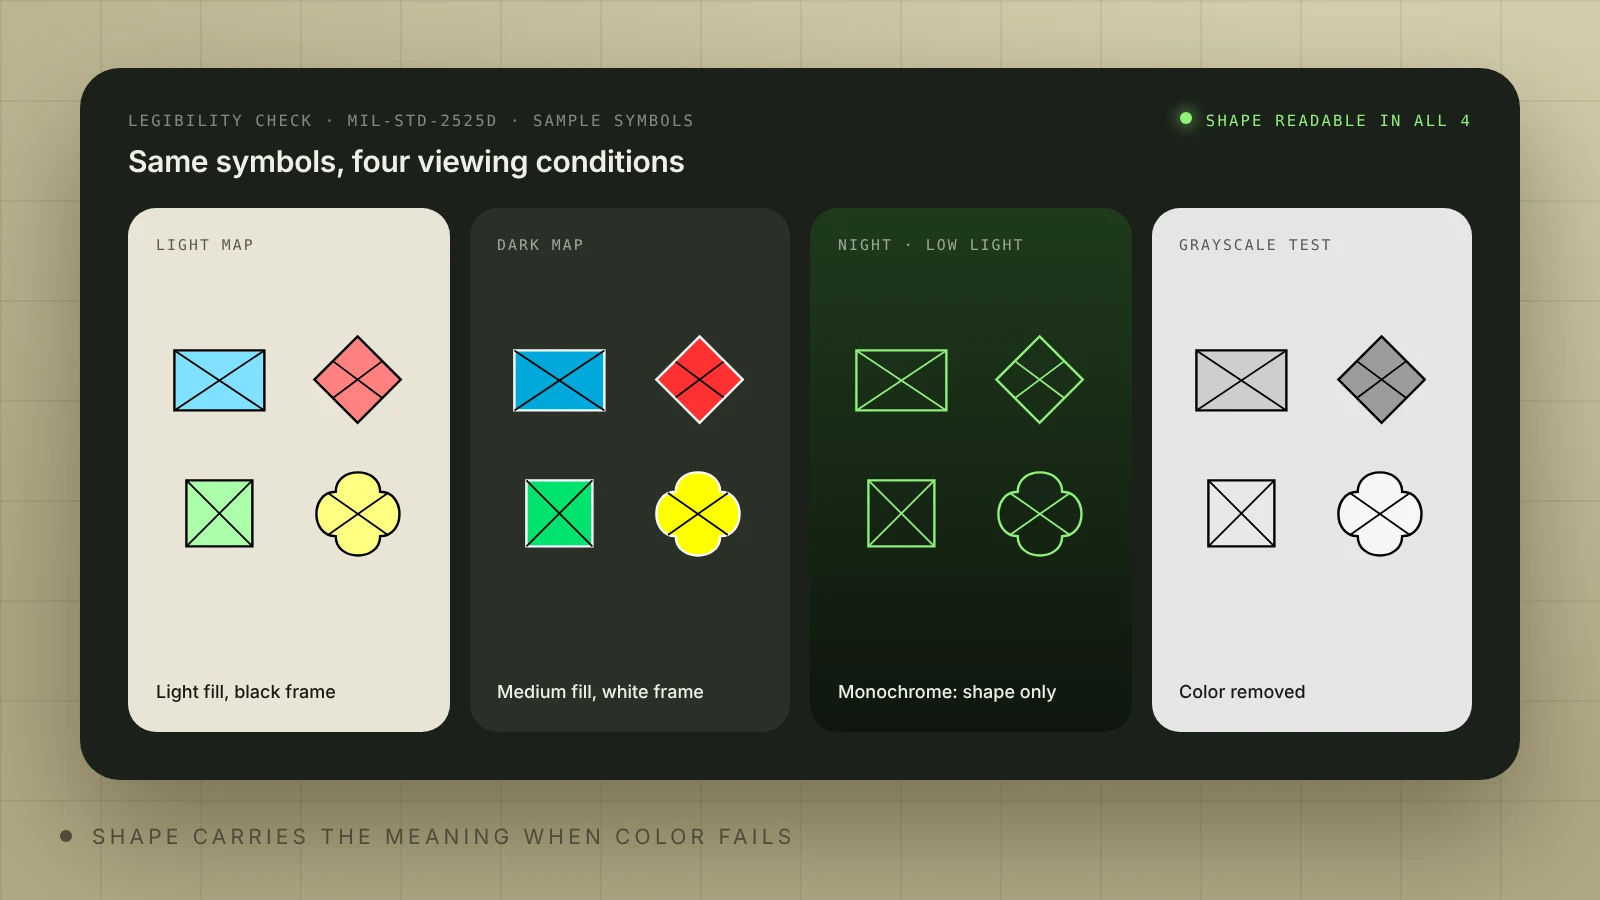 LEGIBILITY CHECK · MIL-STD-2525D · SAMPLE SYMBOLS
SHAPE READABLE IN ALL 4
Same symbols, four viewing conditions
LIGHT MAP
Light fill, black frame
DARK MAP
Medium fill, white frame
NIGHT · LOW LIGHT
Monochrome: shape only
GRAYSCALE TEST
Color removed
SHAPE CARRIES THE MEANING WHEN COLOR FAILS